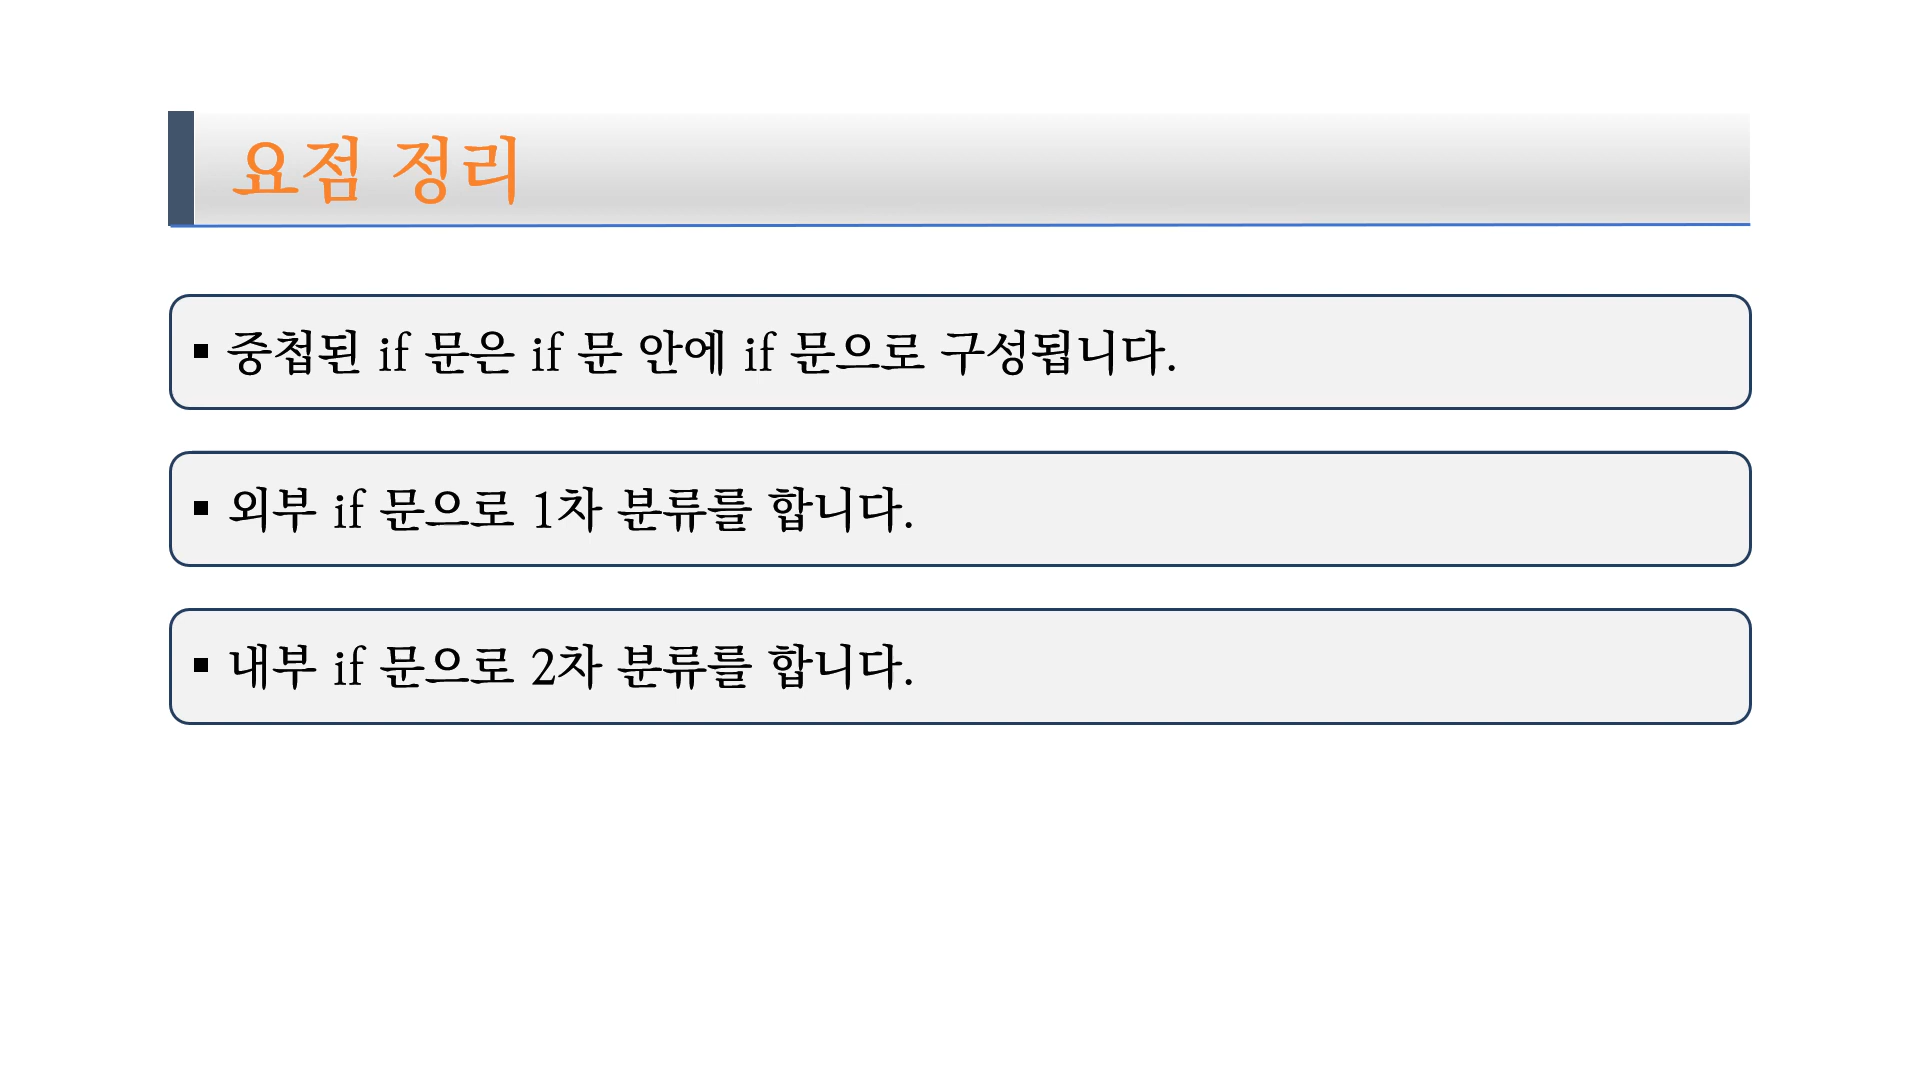 요점 정리
▪ 중첩된 if 문은 if 문 안에 if 문으로 구성됩니다.
▪ 외부 if 문으로 1차 분류를 합니다.
▪ 내부 if 문으로 2차 분류를 합니다.